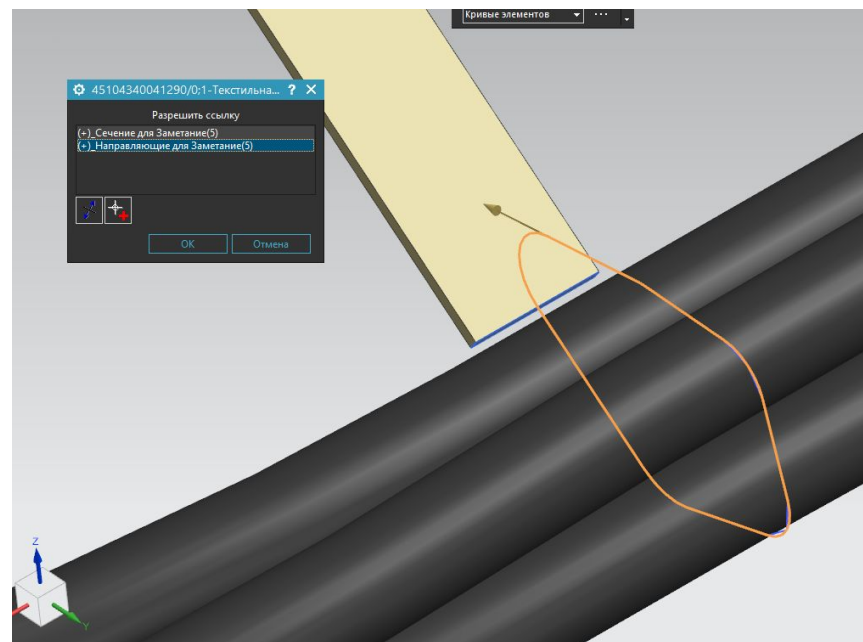 Кривые элементов
45104340041290/0;1-Текстильна... ? X
Разрешить ссылку
(+)_Сечение для Заметание(5)
(+)_Направляющие для Заметание(5)
ОК Отмена
Z
Y